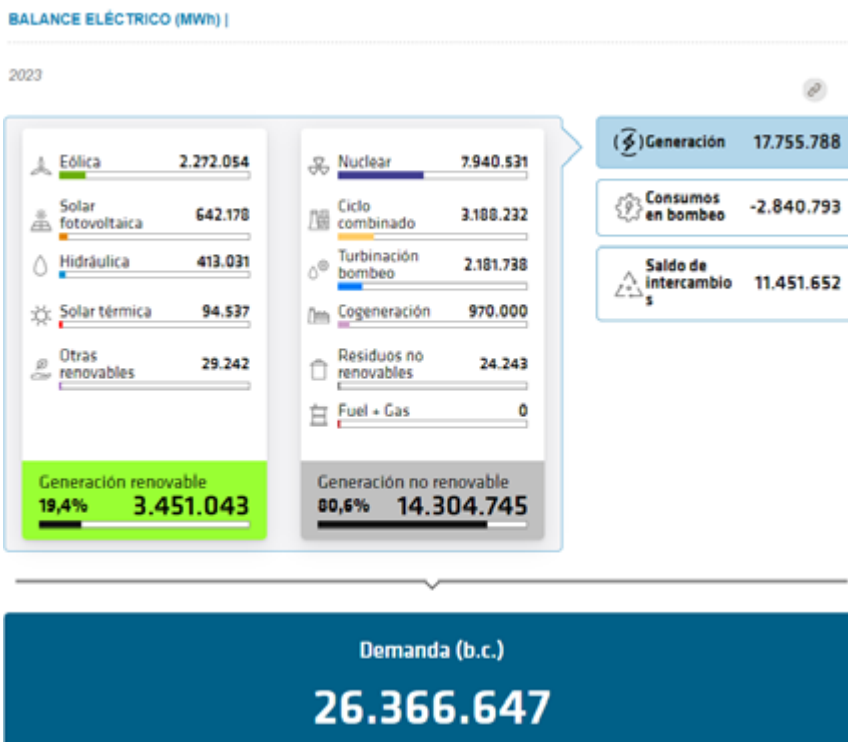 BALANCE ELÉCTRICO (MWh) |
2023
Eólica 2.272.054
Solar
fotovoltaica 642.178
Hidráulica 413.031
Solar térmica 94.537
Otras
renovables 29.242
Generación renovable
19,4% 3.451.043
Nuclear 7.940.531
Ciclo
combinado 3.188.232
Turbinación
bombeo 2.181.738
Cogeneración 970.000
Residuos no
renovables 24.243
Fuel + Gas 0
Generación no renovable
80,6% 14.304.745
Generación 17.755.788
Consumos
en bombeo -2.840.793
Saldo de
intercambio
s 11.451.652
Demanda (b.c.)
26.366.647